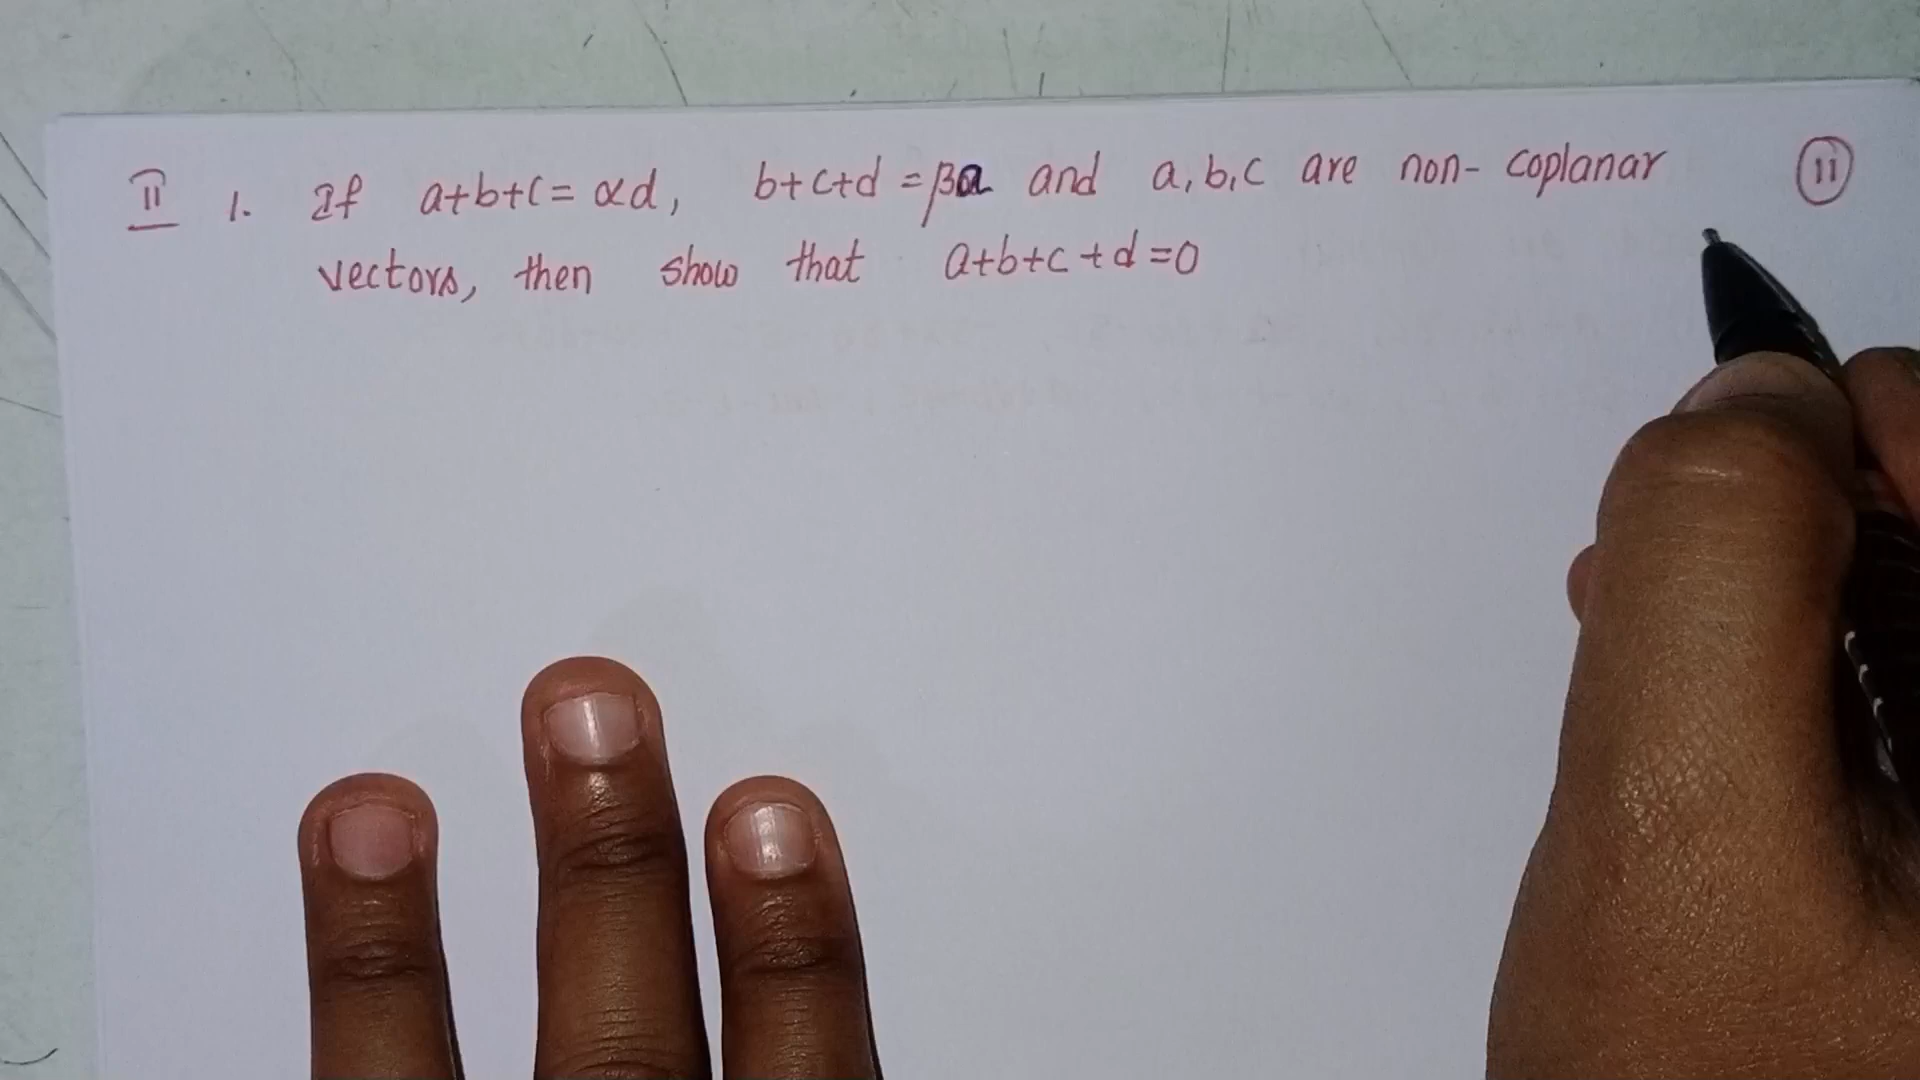 II 1. If a+b+c = αd, b+c+d = βa and a,b,c are non-coplanar 11
vectors, then show that a+b+c+d=0